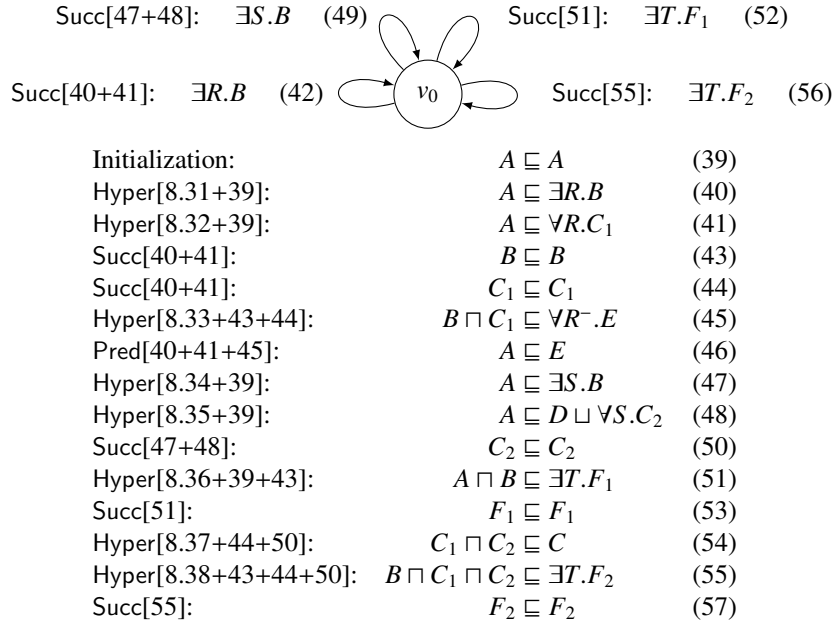 Succ[47+48]: ∃S.B (49) Succ[51]: ∃T.F₁ (52)
Succ[40+41]: ∃R.B (42) v₀ Succ[55]: ∃T.F₂ (56)
Initialization: A ⊑ A (39)
Hyper[8.31+39]: A ⊑ ∃R.B (40)
Hyper[8.32+39]: A ⊑ ∀R.C₁ (41)
Succ[40+41]: B ⊑ B (43)
Succ[40+41]: C₁ ⊑ C₁ (44)
Hyper[8.33+43+44]: B ⊓ C₁ ⊑ ∀R⁻.E (45)
Pred[40+41+45]: A ⊑ E (46)
Hyper[8.34+39]: A ⊑ ∃S.B (47)
Hyper[8.35+39]: A ⊑ D ⊔ ∀S.C₂ (48)
Succ[47+48]: C₂ ⊑ C₂ (50)
Hyper[8.36+39+43]: A ⊓ B ⊑ ∃T.F₁ (51)
Succ[51]: F₁ ⊑ F₁ (53)
Hyper[8.37+44+50]: C₁ ⊓ C₂ ⊑ C (54)
Hyper[8.38+43+44+50]: B ⊓ C₁ ⊓ C₂ ⊑ ∃T.F₂ (55)
Succ[55]: F₂ ⊑ F₂ (57)